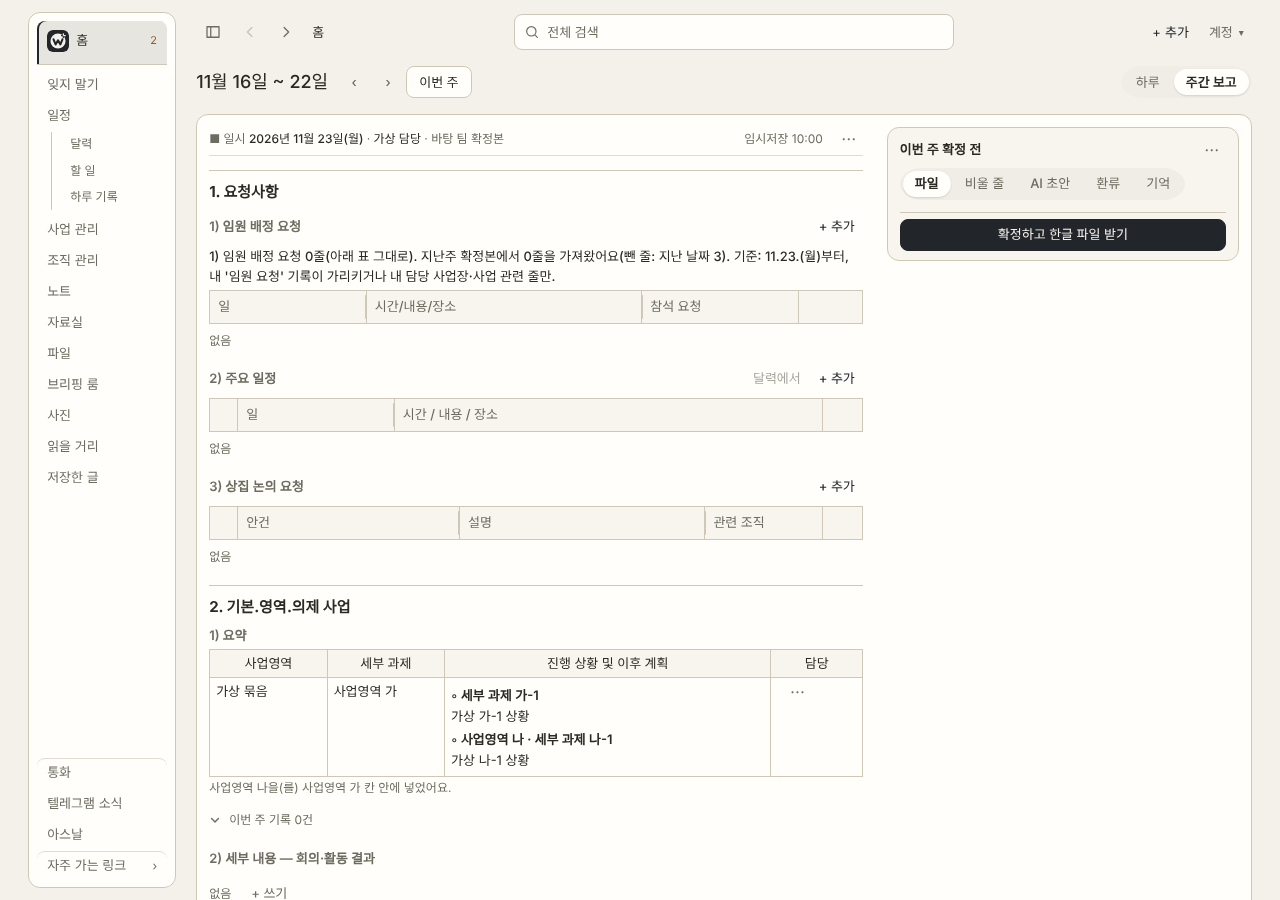 홈 2
잊지 말기
일정
달력
할 일
하루 기록
사업 관리
조직 관리
노트
자료실
파일
브리핑 룸
사진
읽을 거리
저장한 글
통화
텔레그램 소식
아스날
자주 가는 링크 ›
홈
전체 검색
+ 추가 계정 ▾
11월 16일 ~ 22일 ‹ › 이번 주
하루 주간 보고
■ 일시 2026년 11월 23일(월) · 가상 담당 · 바탕 팀 확정본 임시저장 10:00 ⋯
1. 요청사항
1) 임원 배정 요청 + 추가
1) 임원 배정 요청 0줄(아래 표 그대로). 지난주 확정본에서 0줄을 가져왔어요(뺀 줄: 지난 날짜 3). 기준: 11.23.(월)부터,
내 '임원 요청' 기록이 가리키거나 내 담당 사업장·사업 관련 줄만.
일 시간/내용/장소 참석 요청
없음
2) 주요 일정 달력에서 + 추가
일 시간 / 내용 / 장소
없음
3) 상집 논의 요청 + 추가
안건 설명 관련 조직
없음
2. 기본.영역.의제 사업
1) 요약
사업영역 세부 과제 진행 상황 및 이후 계획 담당
가상 묶음 사업영역 가 ∘ 세부 과제 가-1 ⋯
가상 가-1 상황
∘ 사업영역 나 · 세부 과제 나-1
가상 나-1 상황
사업영역 나을(를) 사업영역 가 칸 안에 넣었어요.
이번 주 기록 0건
2) 세부 내용 — 회의·활동 결과
없음 + 쓰기
이번 주 확정 전 ⋯
파일 비울 줄 AI 초안 환류 기억
확정하고 한글 파일 받기